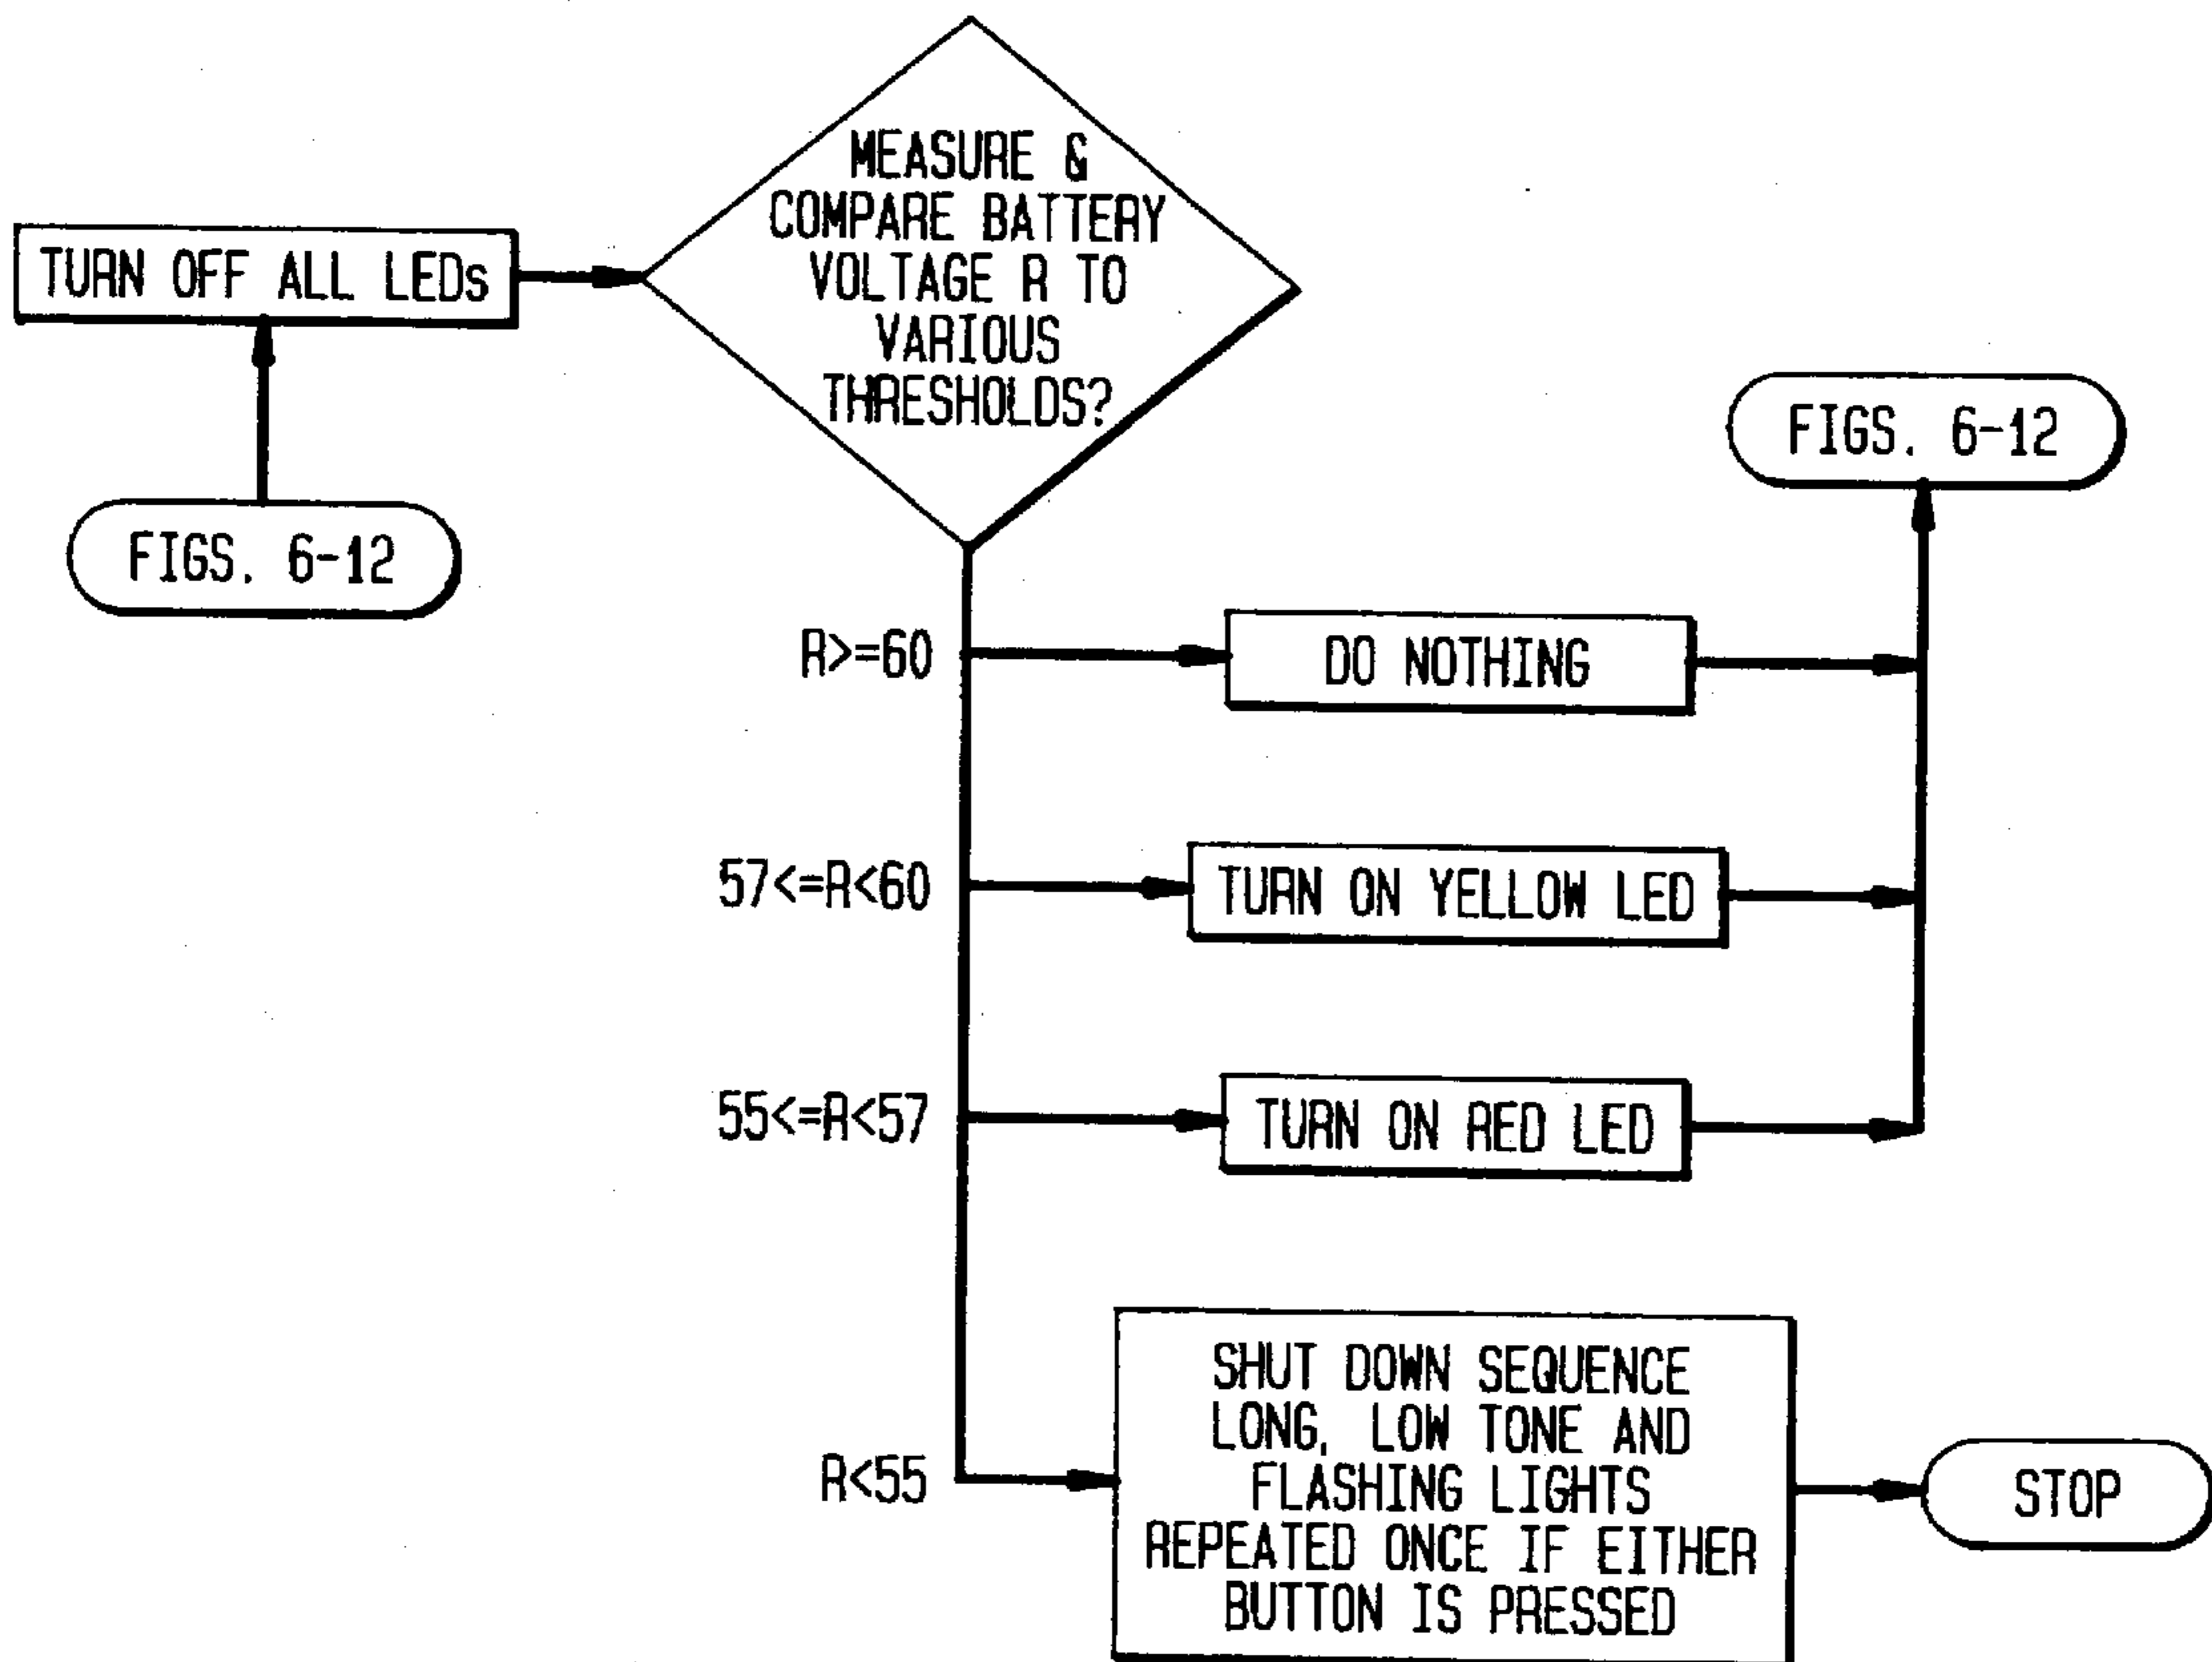 MEASURE &
COMPARE BATTERY
VOLTAGE R TO
VARIOUS
THRESHOLDS?
TURN OFF ALL LEDs
FIGS. 6-12
FIGS. 6-12
R>=60
DO NOTHING
57<=R<60
TURN ON YELLOW LED
55<=R<57
TURN ON RED LED
R<55
SHUT DOWN SEQUENCE
LONG, LOW TONE AND
FLASHING LIGHTS
REPEATED ONCE IF EITHER
BUTTON IS PRESSED
STOP